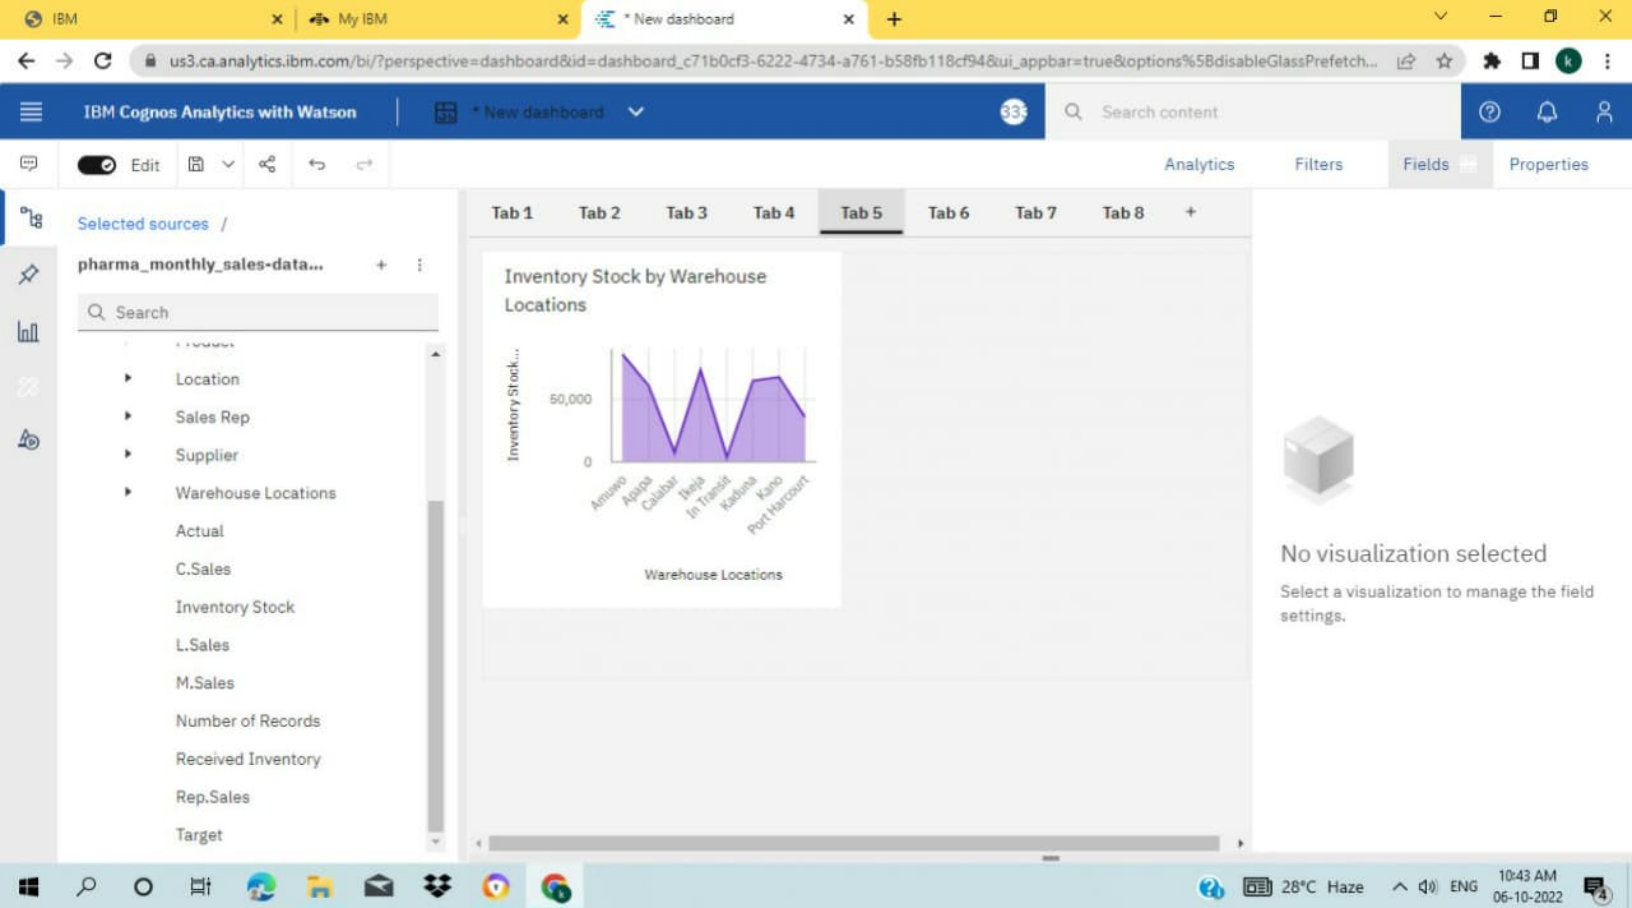 IBM
My IBM
* New dashboard
us3.ca.analytics.ibm.com/bi/?perspective=dashboard&id=dashboard_c71b0cf3-6222-4734-a761-b58fb118cf94&ui_appbar=true&options%5BdisableGlassPrefetch...
k
IBM Cognos Analytics with Watson
* New dashboard
Search content
Edit
Analytics
Filters
Fields
Properties
Selected sources /
pharma_monthly_sales-data...
Search
Product
Location
Sales Rep
Supplier
Warehouse Locations
Actual
C.Sales
Inventory Stock
L.Sales
M.Sales
Number of Records
Received Inventory
Rep.Sales
Target
Tab 1
Tab 2
Tab 3
Tab 4
Tab 5
Tab 6
Tab 7
Tab 8
Inventory Stock by Warehouse
Locations
Inventory Stock...
50,000
0
Amuwo
Apapa
Calabar
Ikeja
In Transit
Kaduna
Kano
Port Harcourt
Warehouse Locations
No visualization selected
Select a visualization to manage the field
settings.
28°C Haze
ENG
10:43 AM
06-10-2022
4